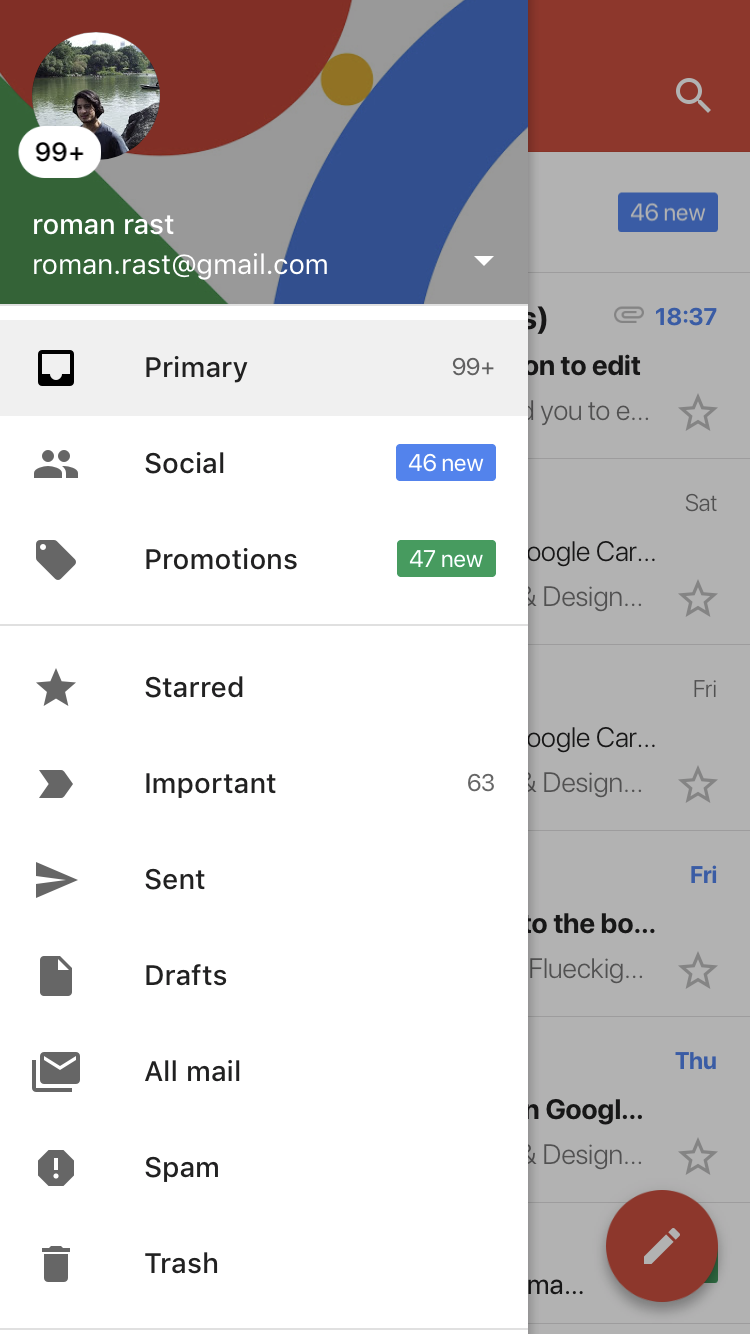 99+
roman rast
roman.rast@gmail.com
Primary 99+
Social 46 new
Promotions 47 new
Starred
Important 63
Sent
Drafts
All mail
Spam
Trash
46 new
s) 18:37
on to edit
d you to e...
Sat
oogle Car...
& Design...
Fri
oogle Car...
& Design...
Fri
to the bo...
Flueckig...
Thu
n Googl...
& Design...
ma...